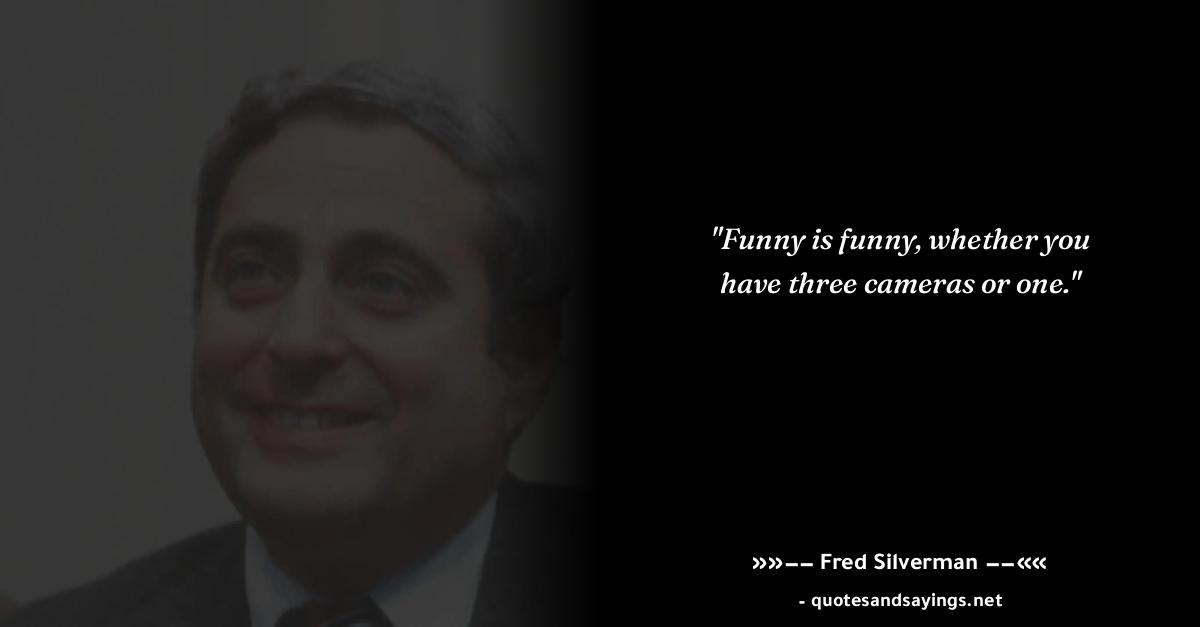 "Funny is funny, whether you
have three cameras or one."
»»−− Fred Silverman −−««
- quotesandsayings.net